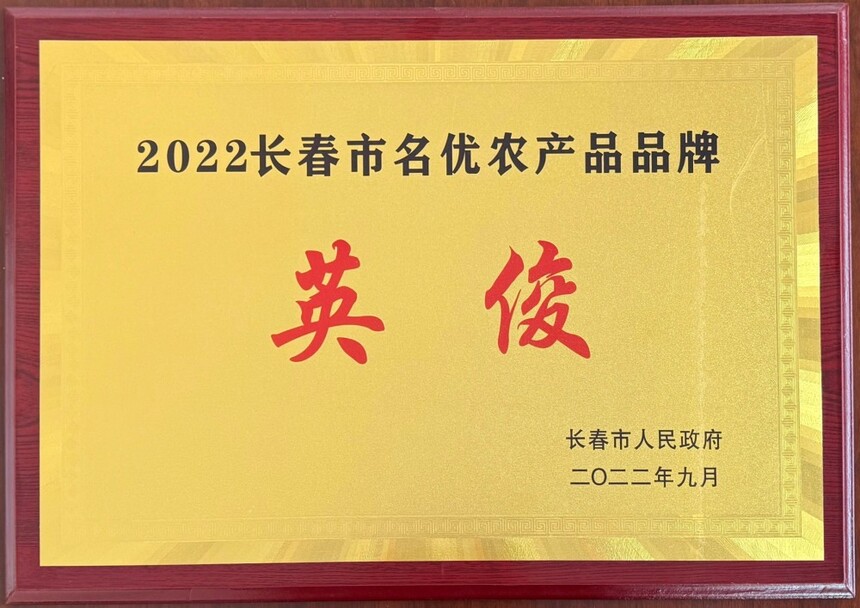 2022长春市名优农产品品牌
英俊
长春市人民政府
二〇二二年九月